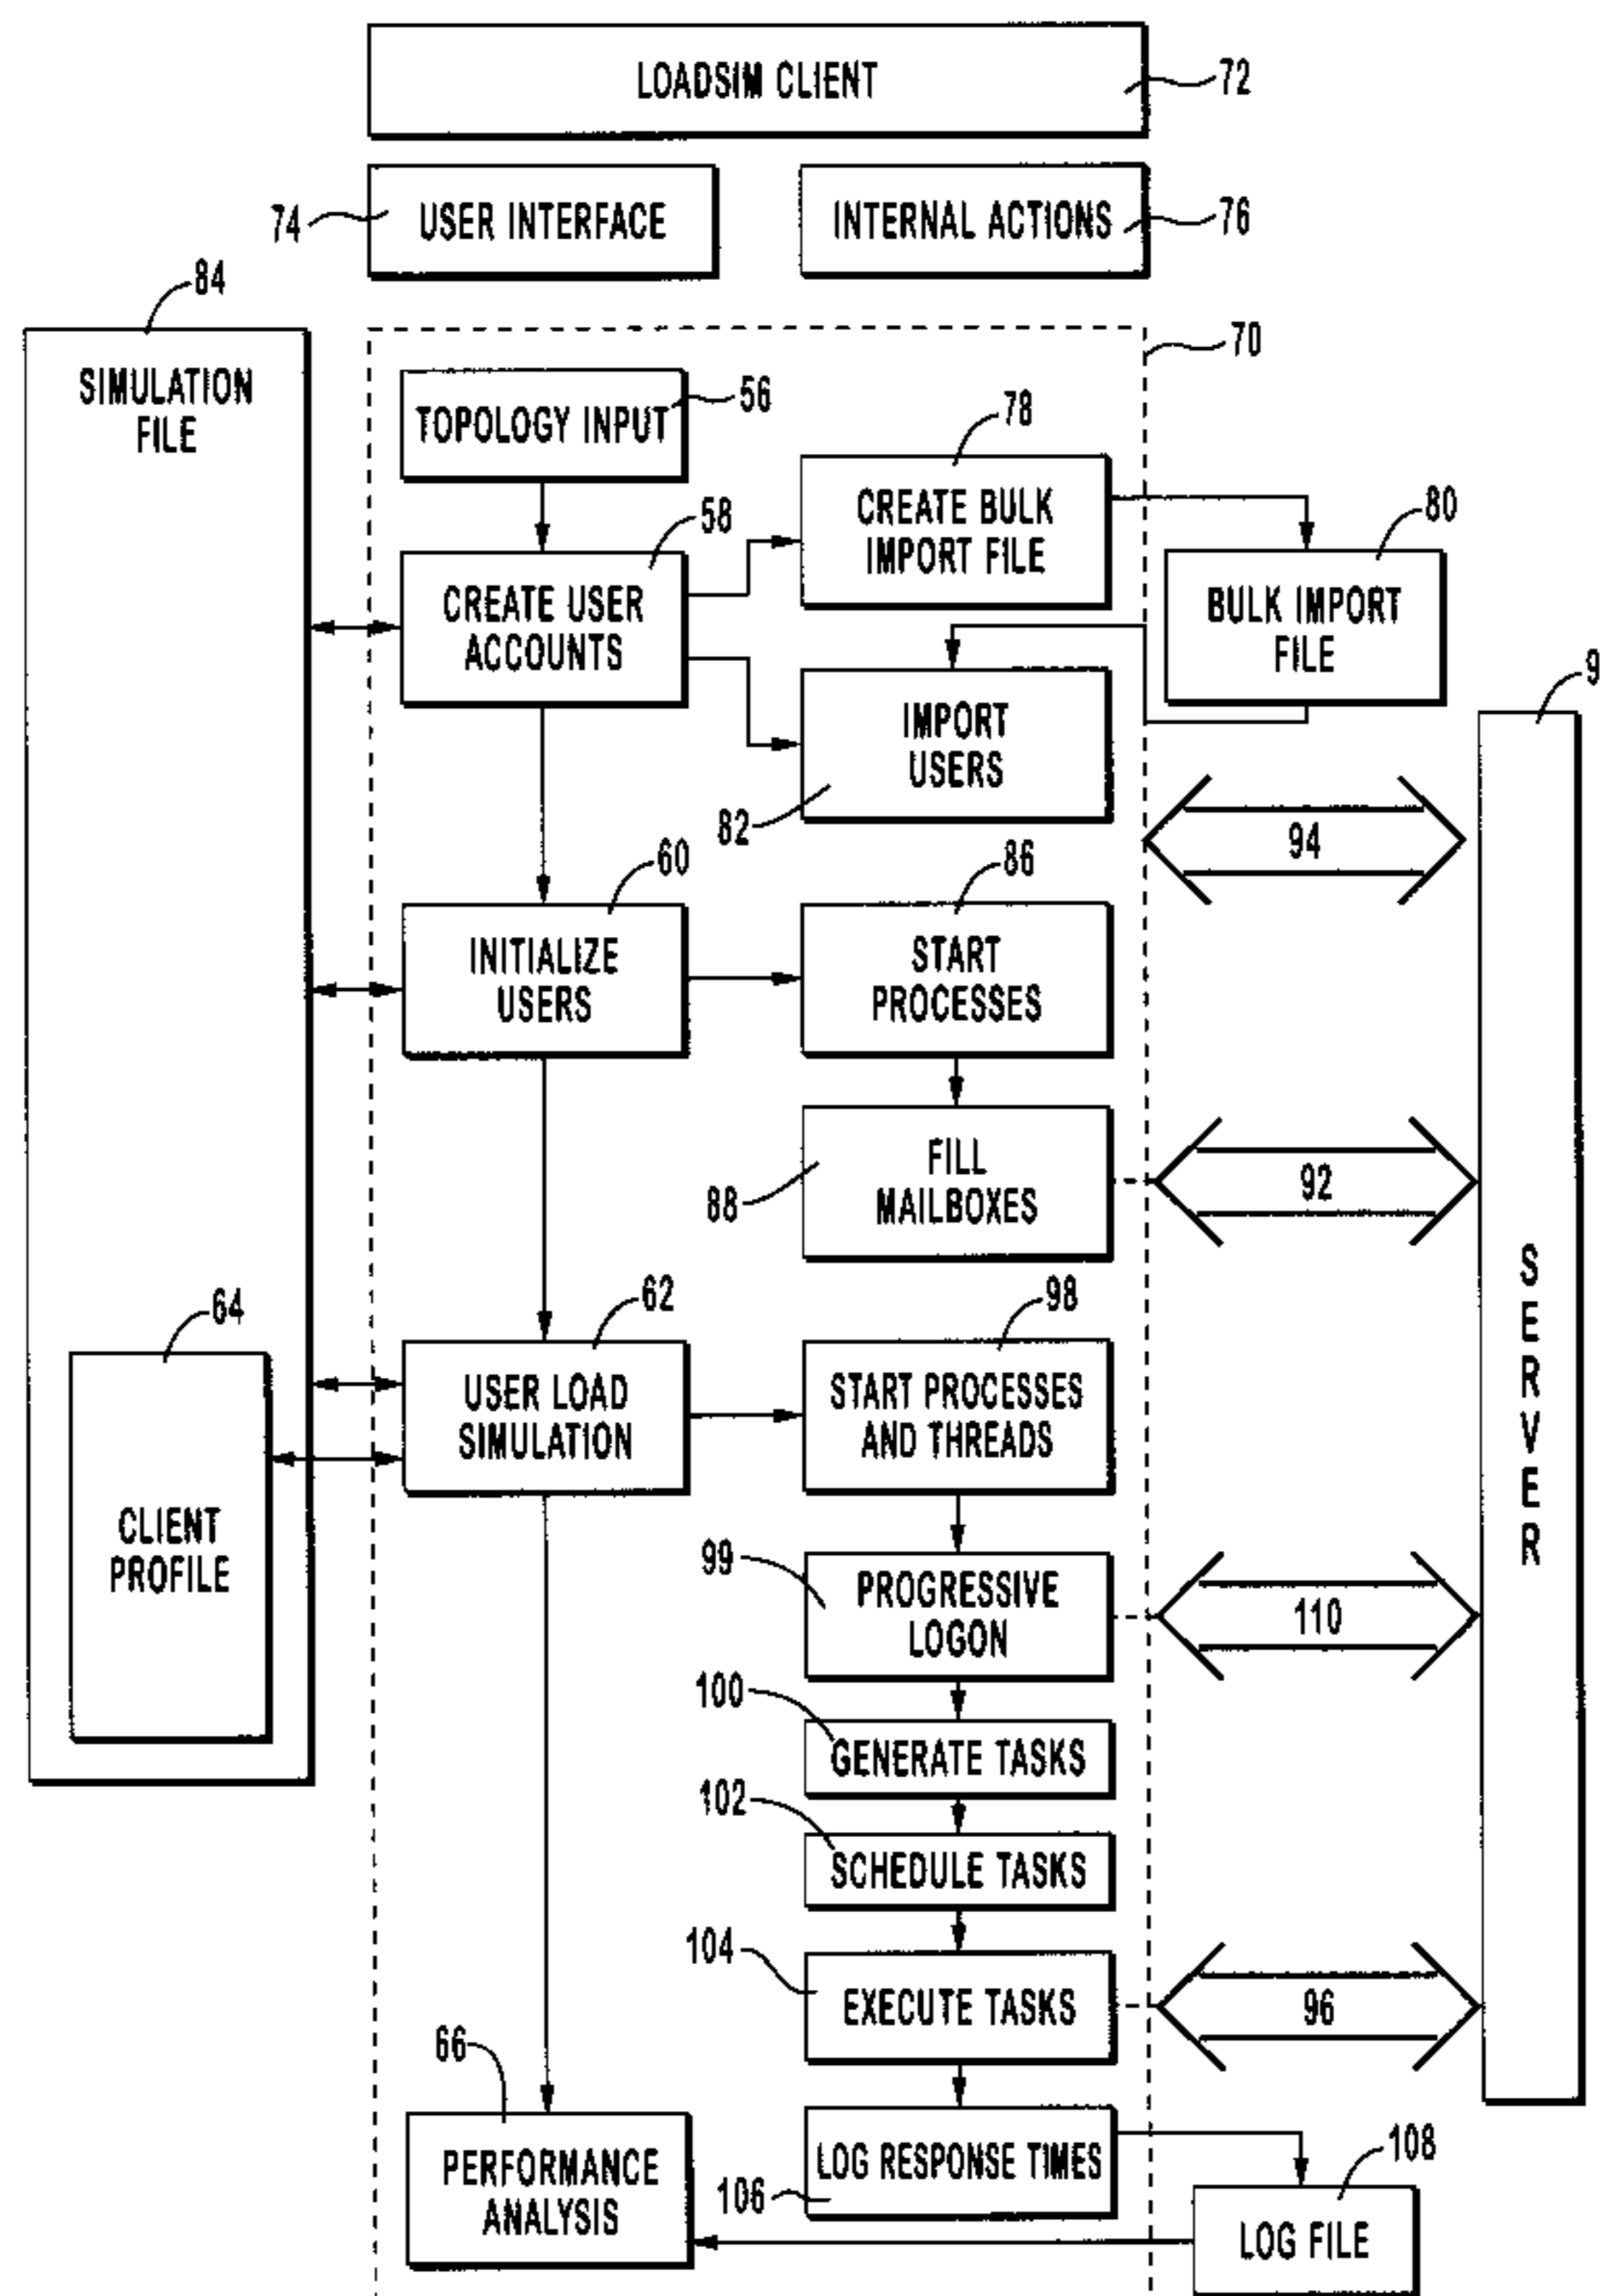 LOADSIM CLIENT
72
74
USER INTERFACE
INTERNAL ACTIONS
76
84
70
SIMULATION
FILE
TOPOLOGY INPUT
56
78
58
CREATE BULK
IMPORT FILE
80
CREATE USER
ACCOUNTS
BULK IMPORT
FILE
9
IMPORT
USERS
82
94
60
86
INITIALIZE
USERS
START
PROCESSES
FILL
MAILBOXES
88
92
SERVER
64
62
98
USER LOAD
SIMULATION
START PROCESSES
AND THREADS
CLIENT
PROFILE
99
PROGRESSIVE
LOGON
110
100
GENERATE TASKS
102
SCHEDULE TASKS
104
EXECUTE TASKS
96
66
PERFORMANCE
ANALYSIS
LOG RESPONSE TIMES
106
108
LOG FILE